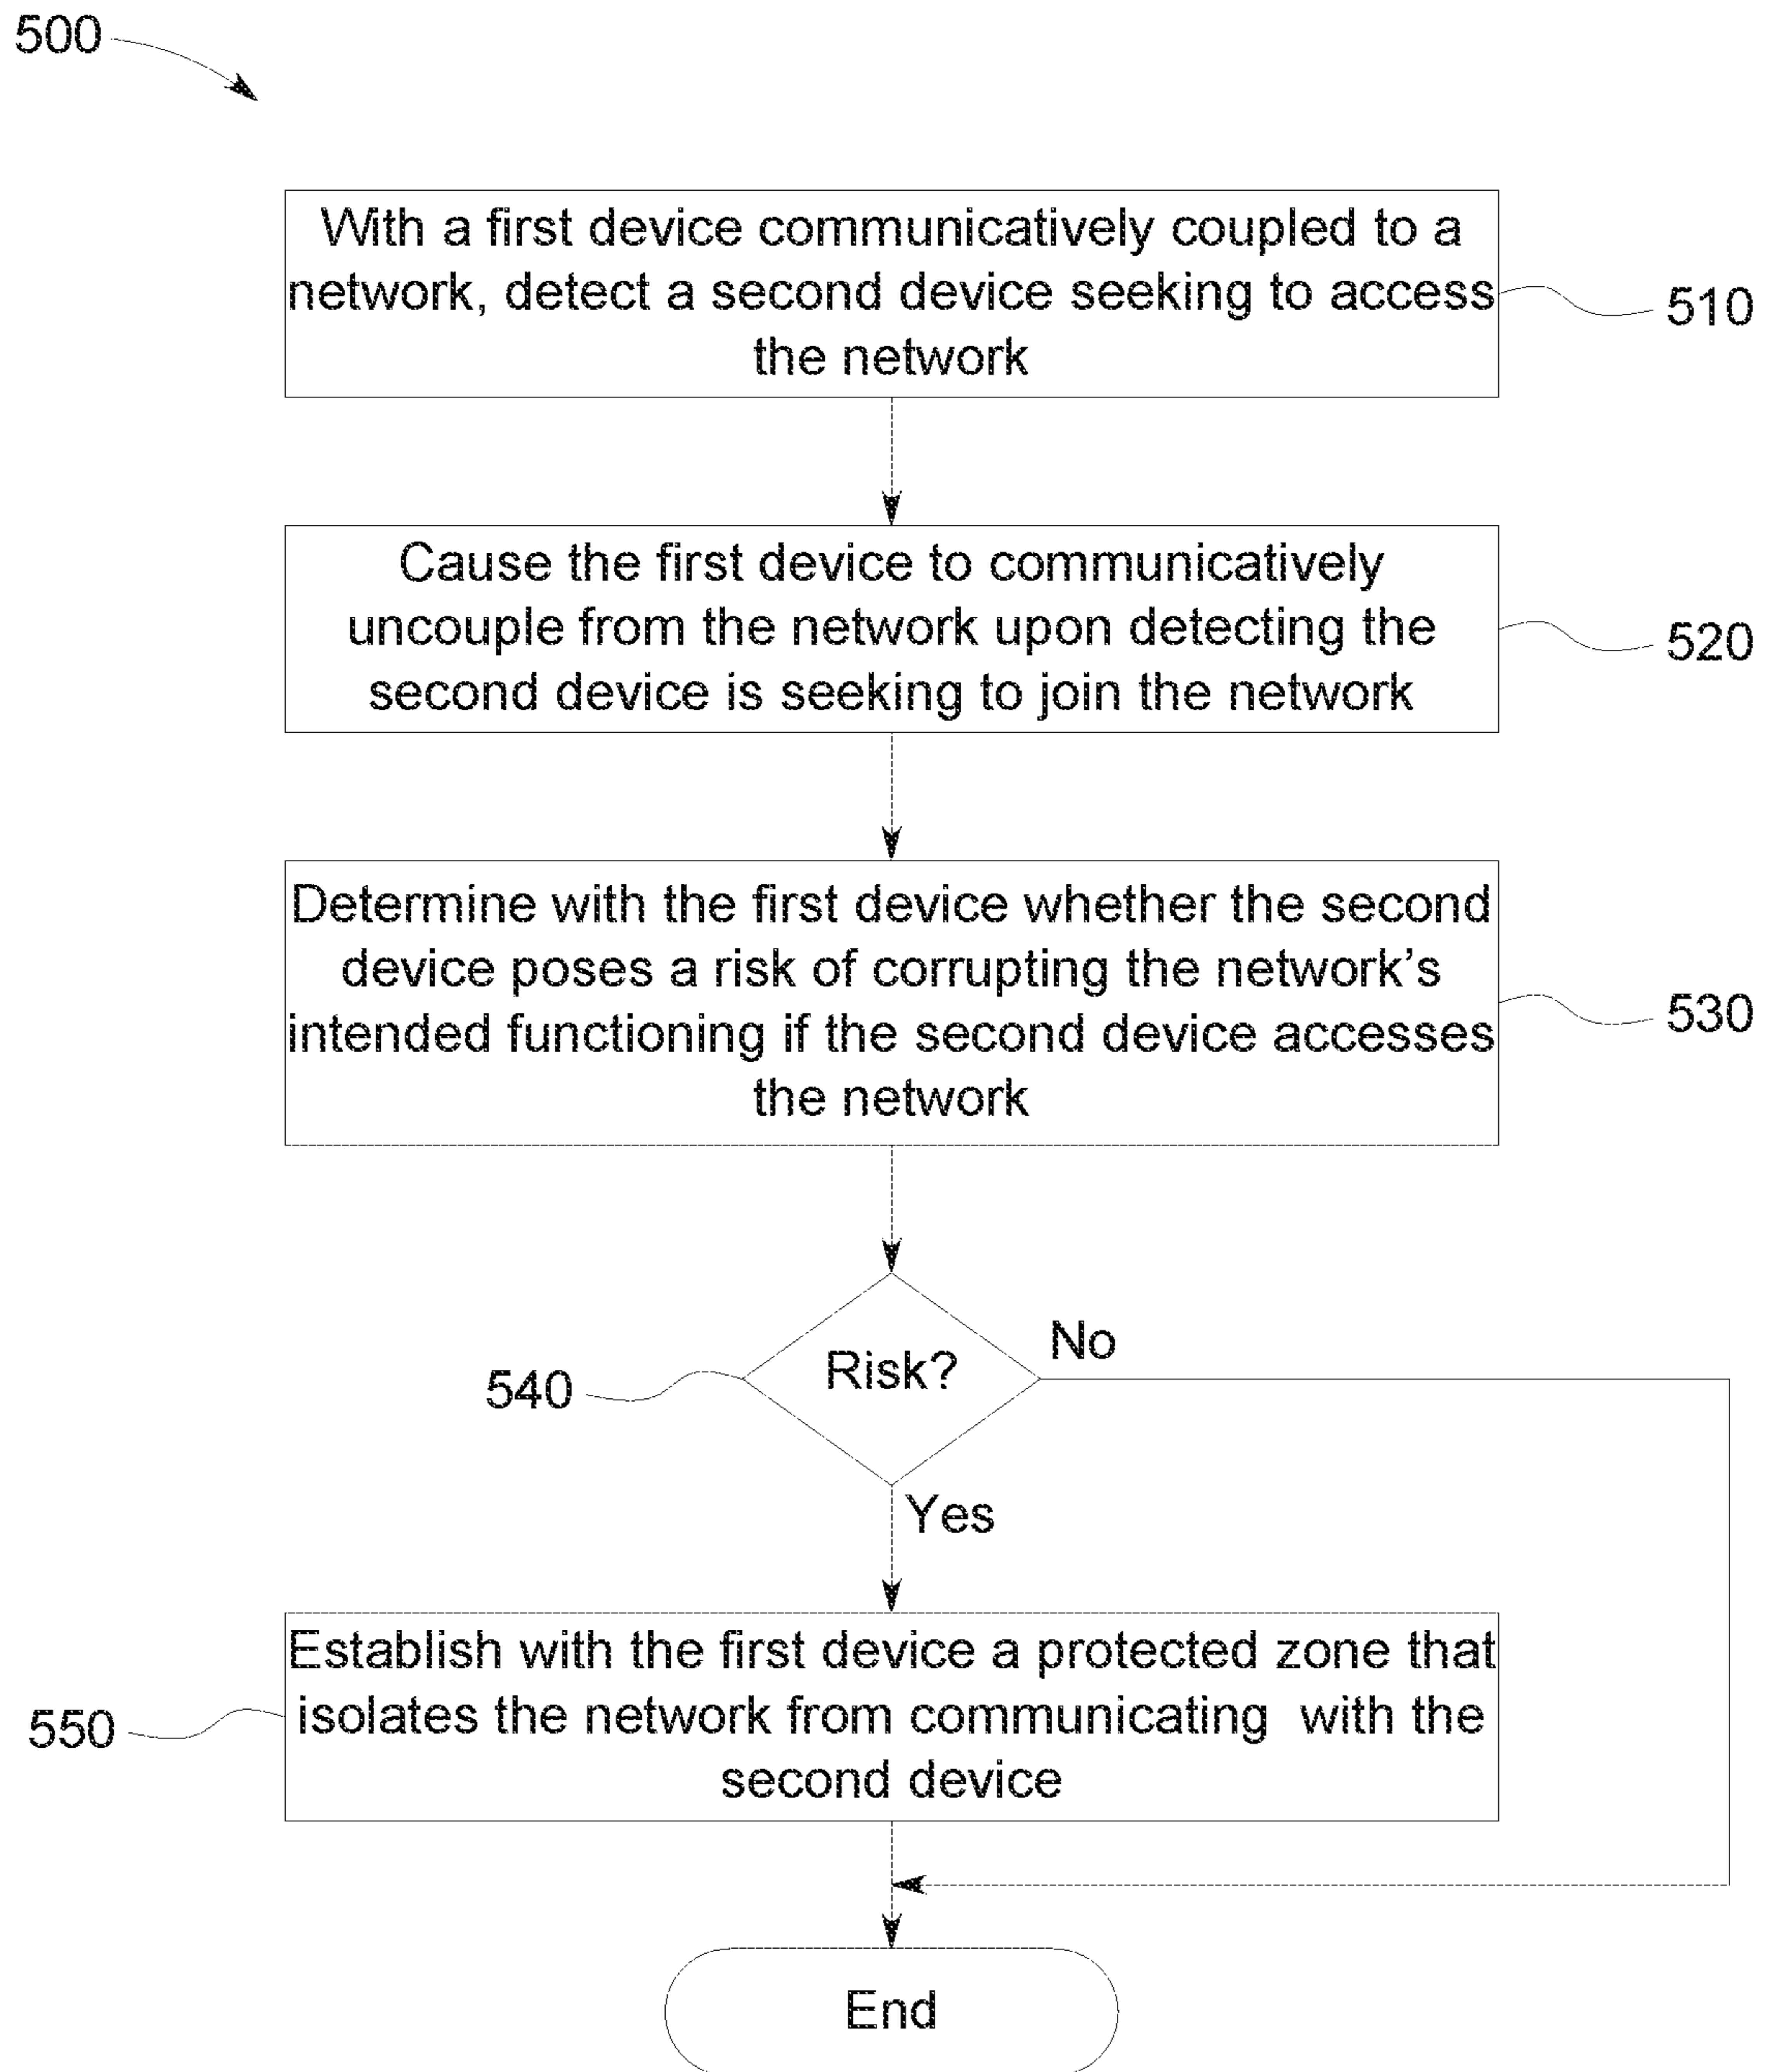 500
With a first device communicatively coupled to a
network, detect a second device seeking to access
the network
510
Cause the first device to communicatively
uncouple from the network upon detecting the
second device is seeking to join the network
520
Determine with the first device whether the second
device poses a risk of corrupting the network’s
intended functioning if the second device accesses
the network
530
Risk?
No
540
Yes
Establish with the first device a protected zone that
isolates the network from communicating with the
second device
550
End